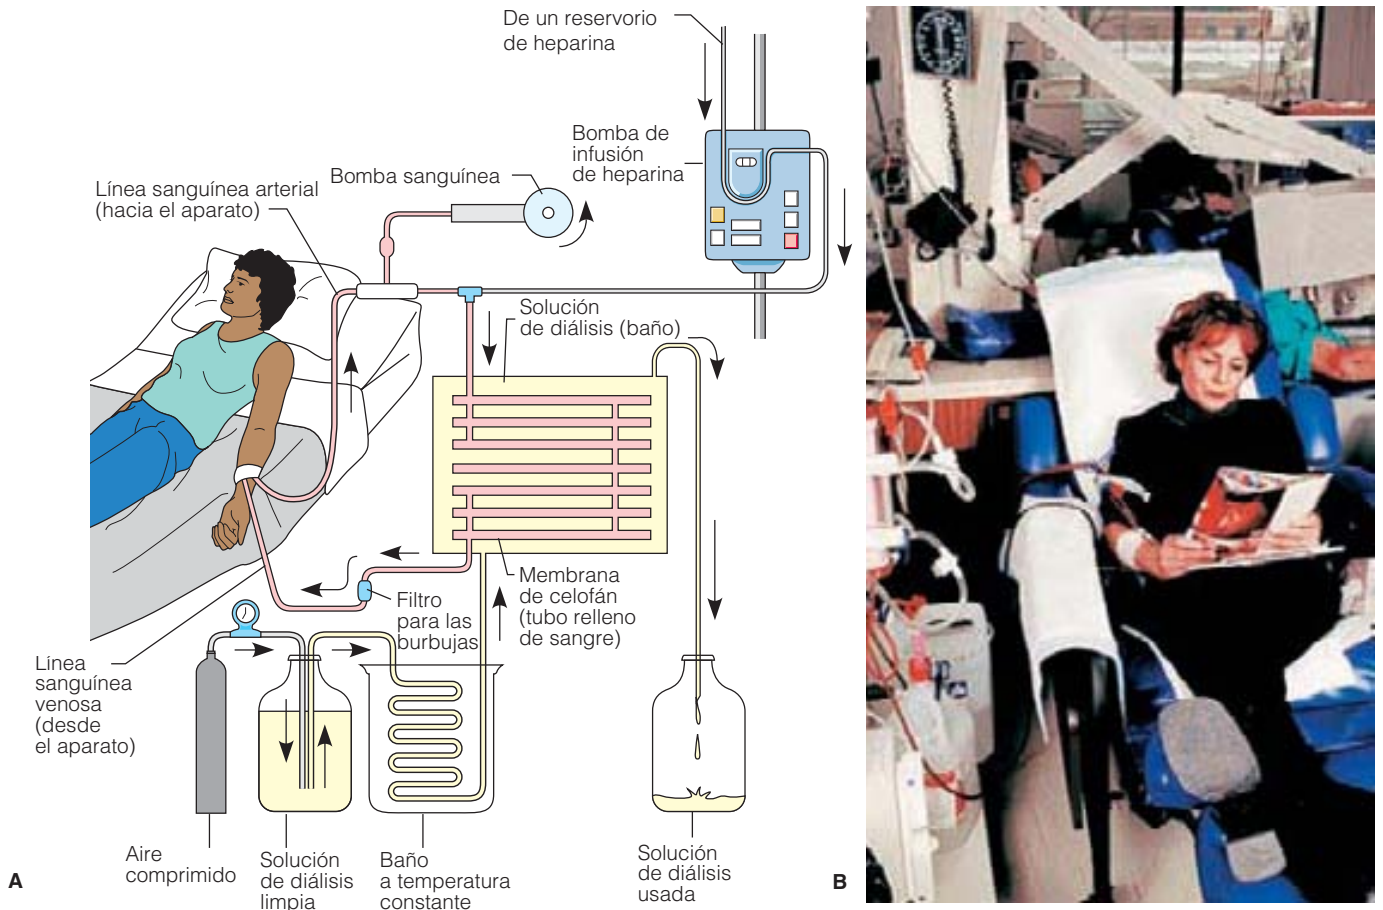 De un reservorio
de heparina
Bomba de
infusión
de heparina
Bomba sanguínea
Línea sanguínea arterial
(hacia el aparato)
Solución
de diálisis (baño)
Membrana
de celofán
(tubo relleno
de sangre)
Filtro
para las
burbujas
Línea
sanguínea
venosa
(desde
el aparato)
Aire
comprimido
Solución
de diálisis
limpia
Baño
a temperatura
constante
Solución
de diálisis
usada
A
B